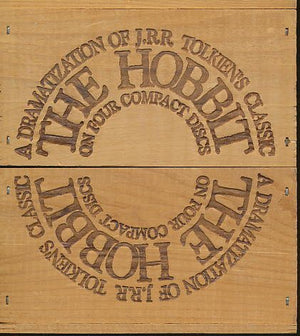 A DRAMATIZATION OF J.R.R. TOLKIEN'S CLASSIC
THE HOBBIT
ON FOUR COMPACT DISCS
A DRAMATIZATION OF J.R.R. TOLKIEN'S CLASSIC
THE HOBBIT
ON FOUR COMPACT DISCS